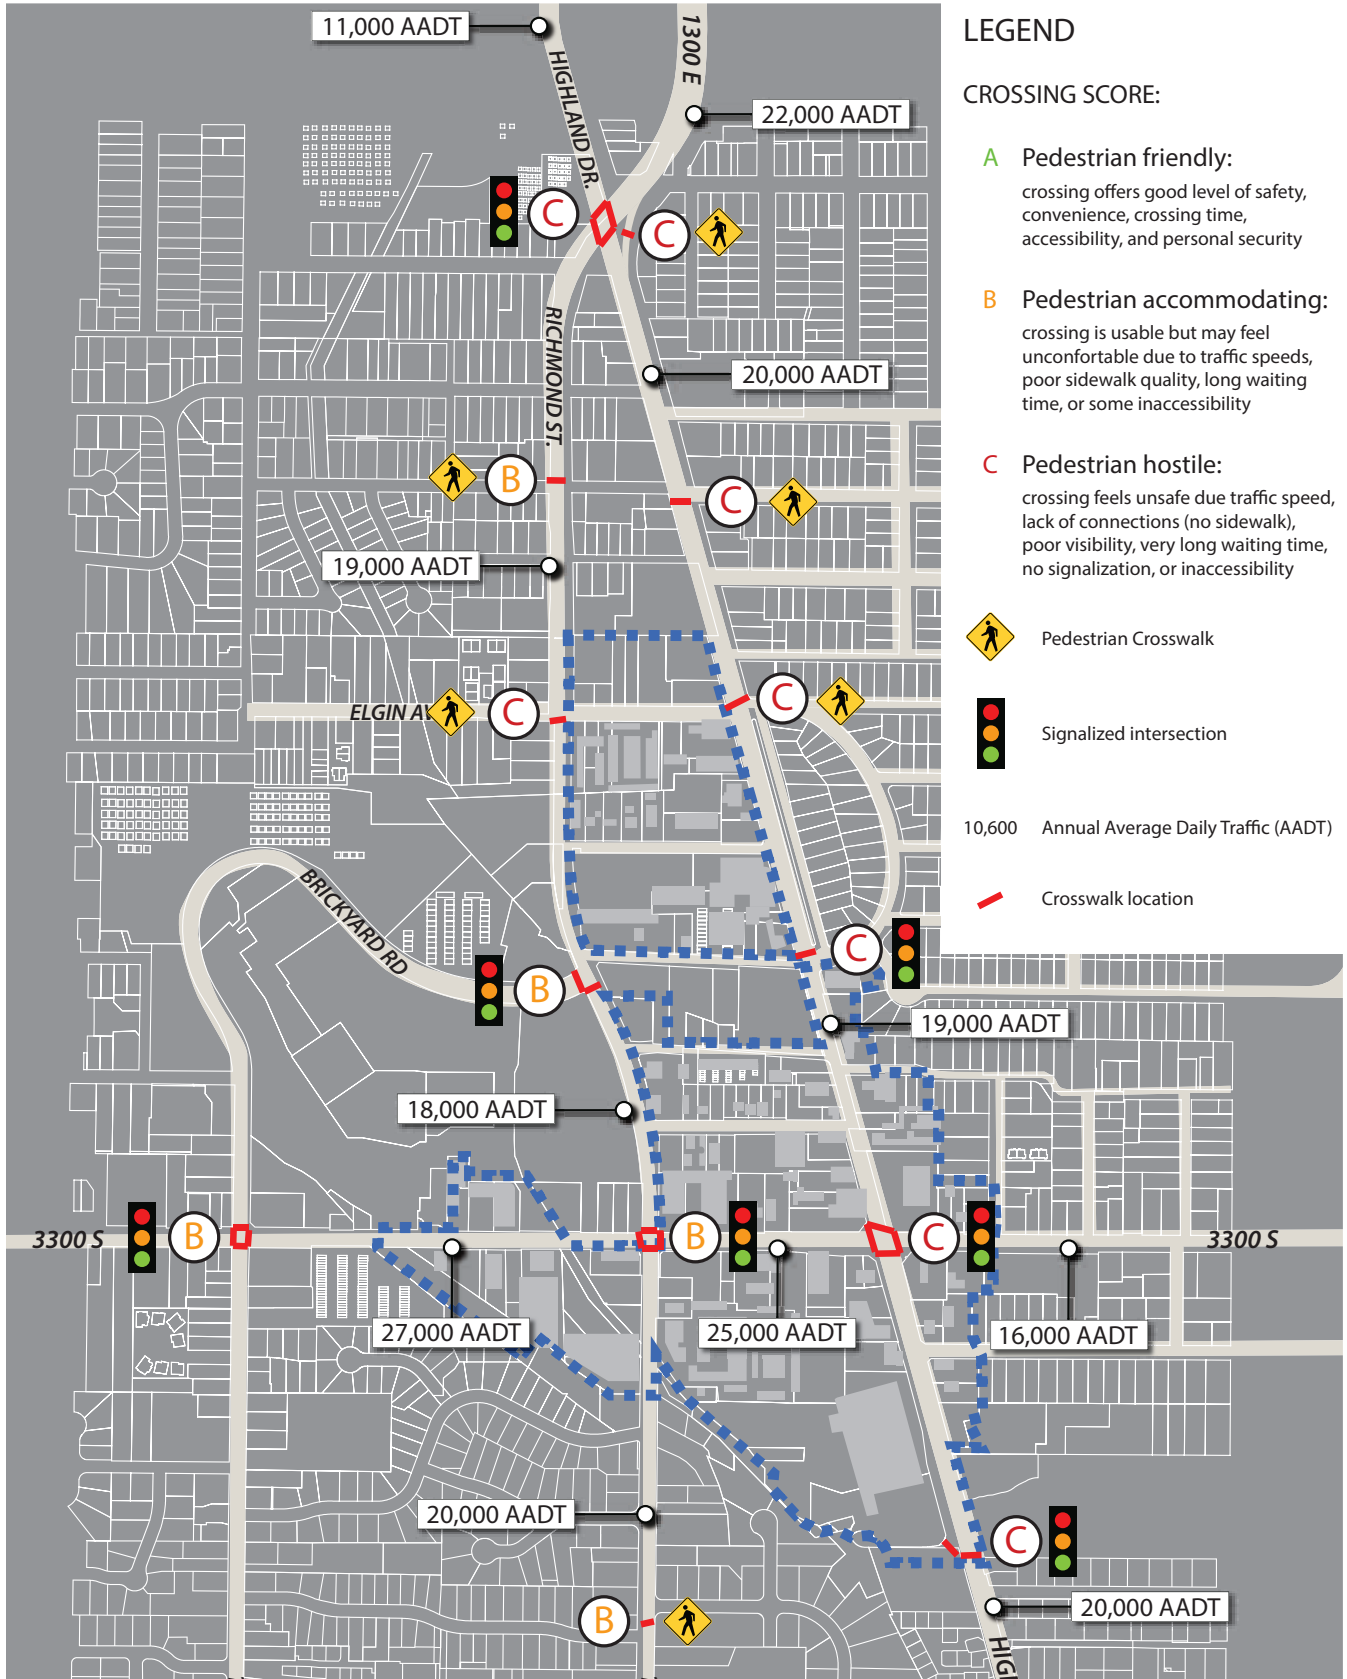 11,000 AADT
HIGHLAND DR.
1300 E
22,000 AADT
C
C
RICHMOND ST.
20,000 AADT
B
C
19,000 AADT
ELGIN AV
C
C
BRICKYARD RD
C
B
19,000 AADT
18,000 AADT
3300 S
B
B
C
3300 S
27,000 AADT
25,000 AADT
16,000 AADT
20,000 AADT
C
B
20,000 AADT
HIGH
LEGEND
CROSSING SCORE:
A Pedestrian friendly:
crossing offers good level of safety,
convenience, crossing time,
accessibility, and personal security
B Pedestrian accommodating:
crossing is usable but may feel
unconfortable due to traffic speeds,
poor sidewalk quality, long waiting
time, or some inaccessibility
C Pedestrian hostile:
crossing feels unsafe due traffic speed,
lack of connections (no sidewalk),
poor visibility, very long waiting time,
no signalization, or inaccessibility
Pedestrian Crosswalk
Signalized intersection
10,600 Annual Average Daily Traffic (AADT)
Crosswalk location